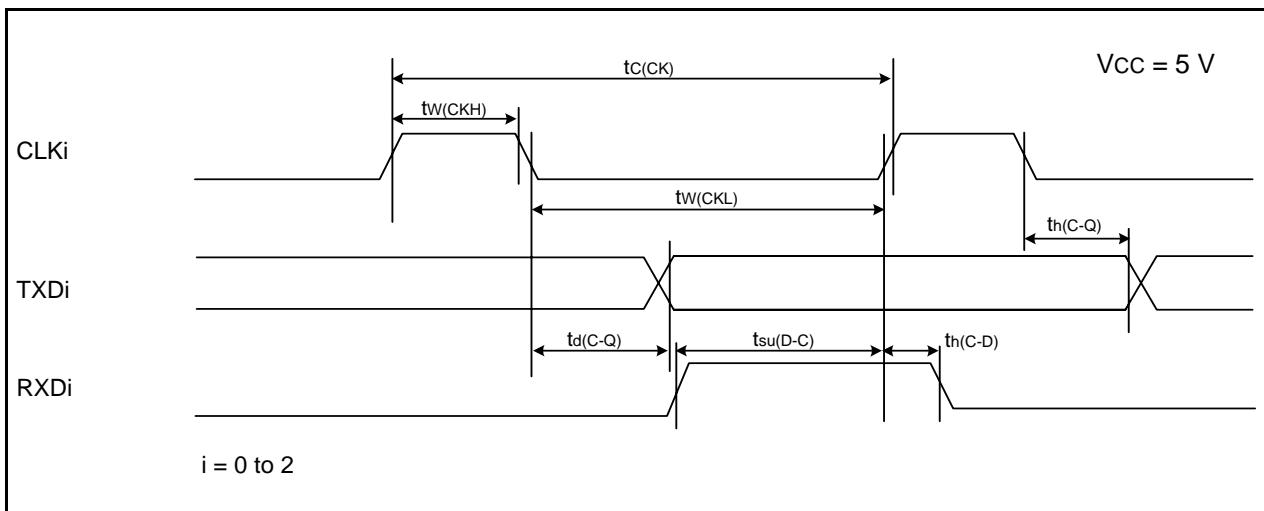 tC(CK)
VCC = 5 V
tW(CKH)
CLKi
tW(CKL)
th(C-Q)
TXDi
td(C-Q)
tsu(D-C)
th(C-D)
RXDi
i = 0 to 2